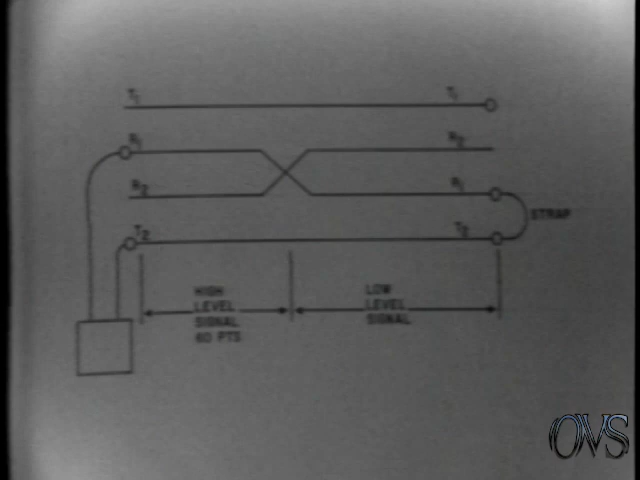 T1 T1
R1 R2
R2 R1
STRAP
T2 T2
HIGH
LEVEL
SIGNAL
60 PTS
LOW
LEVEL
SIGNAL
OVS